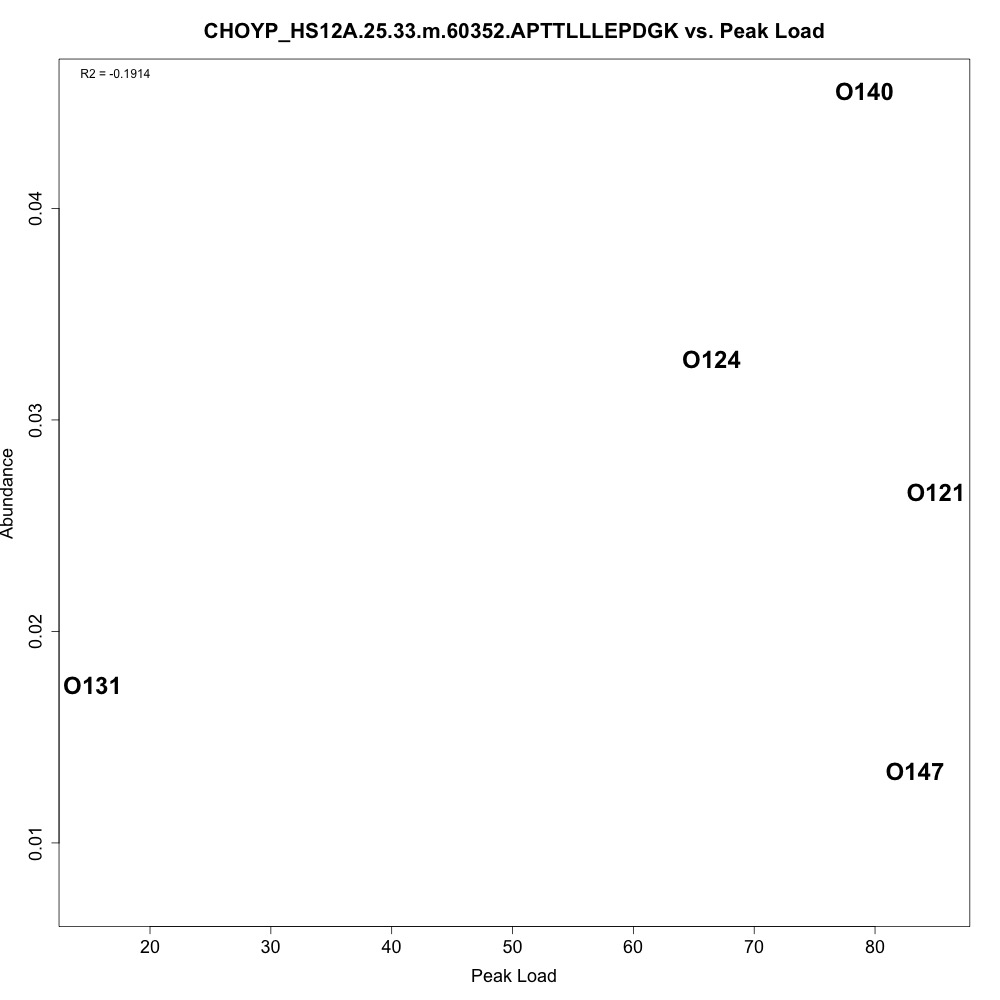 CHOYP_HS12A.25.33.m.60352.APTTLLLEPDGK vs. Peak Load
R2 = -0.1914
O140
0.04
O124
0.03
Abundance
O121
0.02
O131
O147
0.01
20 30 40 50 60 70 80
Peak Load